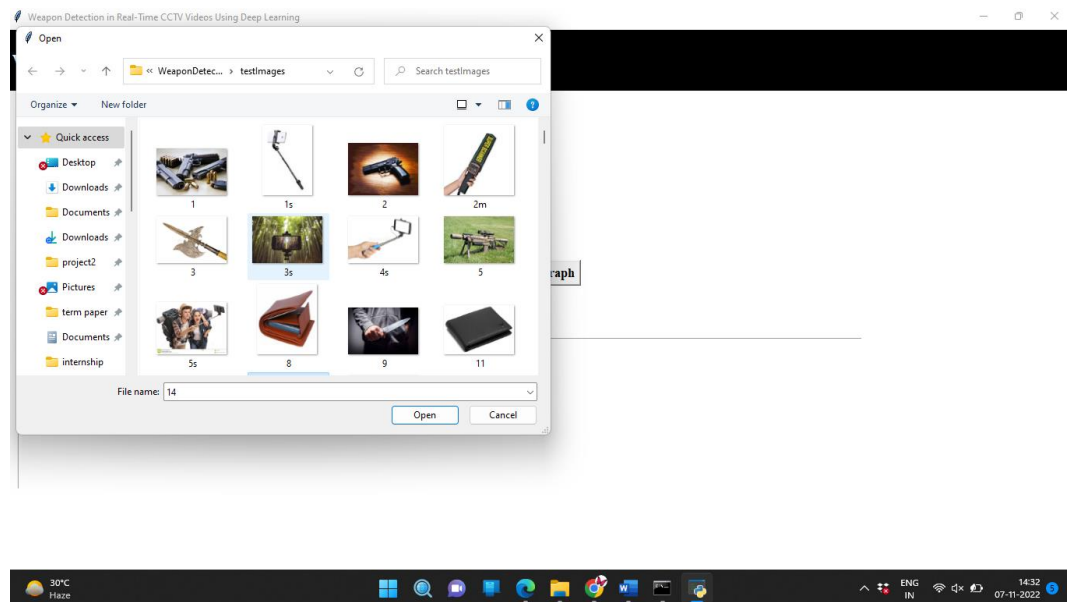 Weapon Detection in Real-Time CCTV Videos Using Deep Learning
Open
« WeaponDetec... › testImages
Search testImages
Organize
New folder
Quick access
Desktop
Downloads
Documents
Downloads
project2
Pictures
term paper
Documents
internship
1
1s
2
2m
3
3s
4s
5
5s
8
9
11
raph
File name: 14
Open
Cancel
30°C
Haze
ENG
IN
14:32
07-11-2022
5